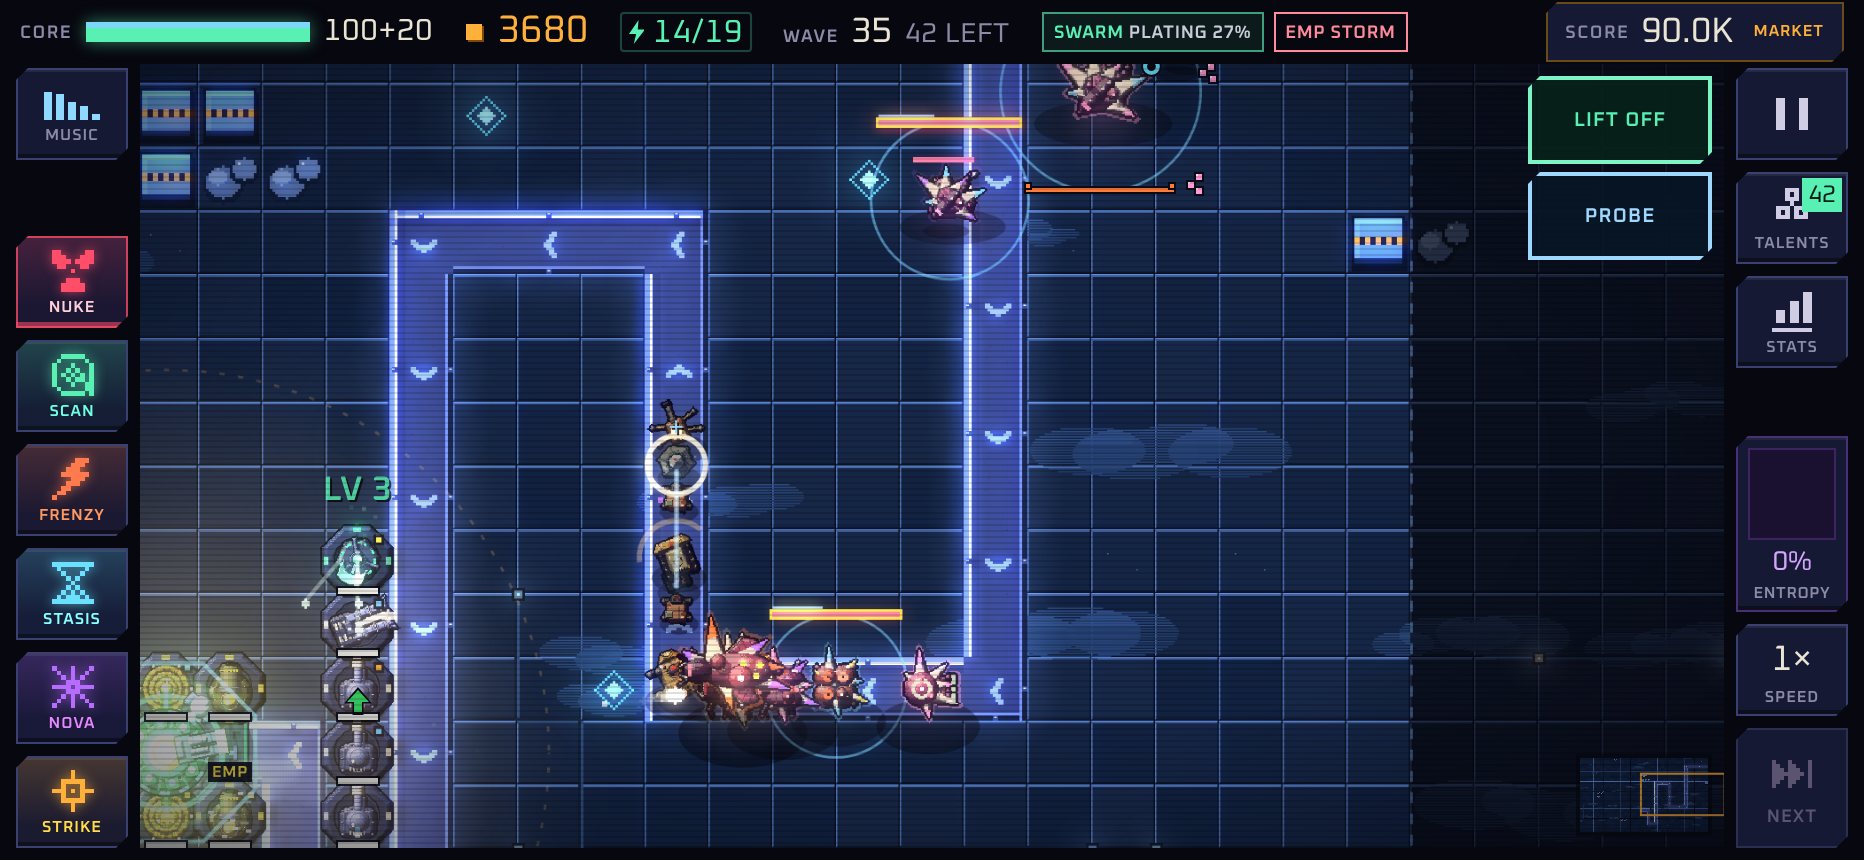 CORE 100+20 3680 14/19 WAVE 35 42 LEFT SWARM PLATING 27% EMP STORM SCORE 90.0K MARKET
MUSIC
LIFT OFF
PROBE
42
TALENTS
STATS
NUKE
SCAN
FRENZY
STASIS
NOVA
STRIKE
LV 3
EMP
0%
ENTROPY
1×
SPEED
NEXT